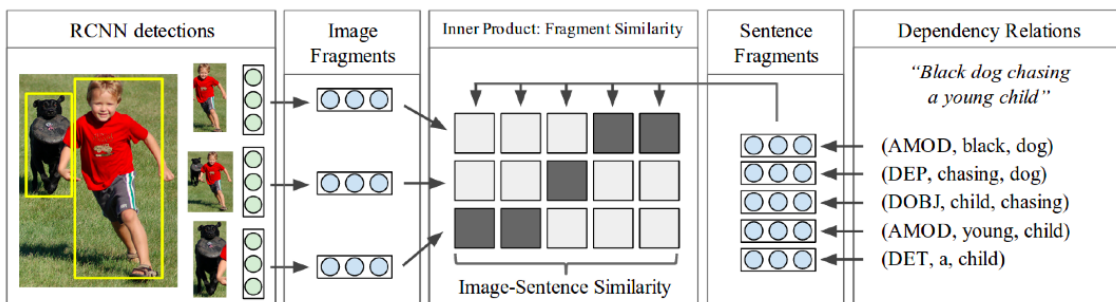 RCNN detections
Image
Fragments
Inner Product: Fragment Similarity
Image-Sentence Similarity
Sentence
Fragments
Dependency Relations
“Black dog chasing
a young child”
(AMOD, black, dog)
(DEP, chasing, dog)
(DOBJ, child, chasing)
(AMOD, young, child)
(DET, a, child)